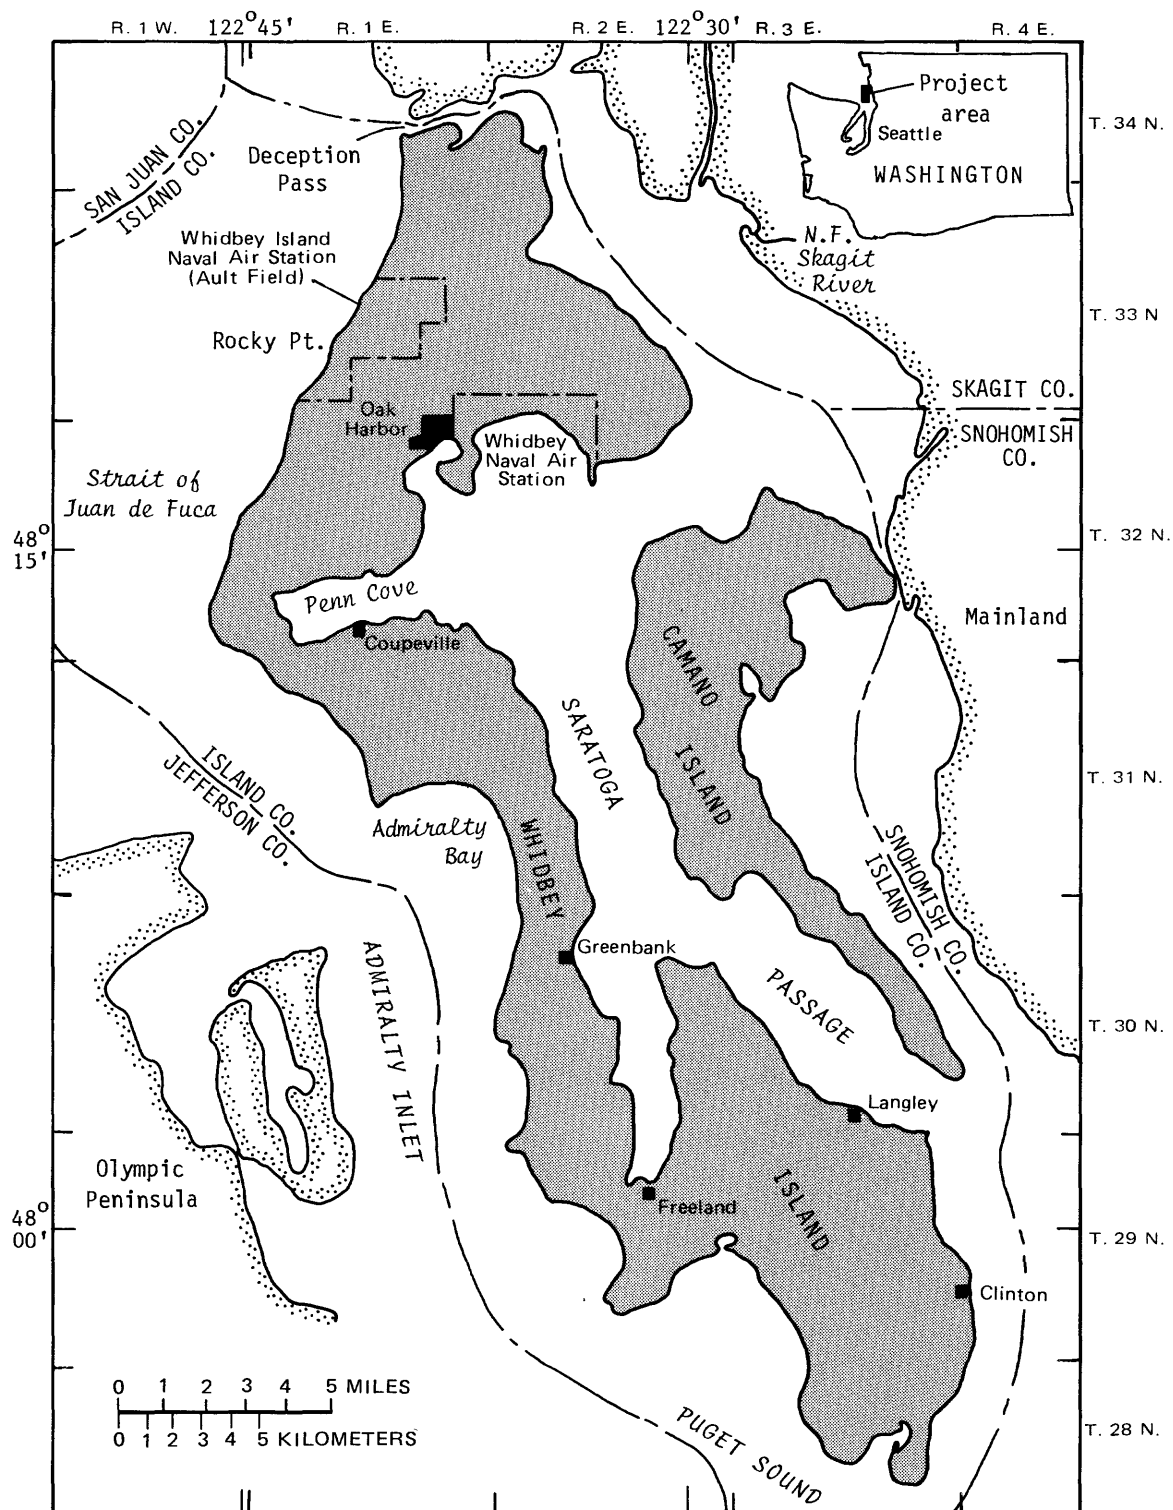 R. 1 W.
122°45'
R. 1 E.
R. 2 E.
122°30'
R. 3 E.
R. 4 E.
Project
area
Seattle
WASHINGTON
T. 34 N.
SAN JUAN CO.
ISLAND CO.
Deception
Pass
Whidbey Island
Naval Air Station
(Ault Field)
N.F.
Skagit
River
T. 33 N
Rocky Pt.
SKAGIT CO.
SNOHOMISH
CO.
Oak
Harbor
Whidbey
Naval Air
Station
Strait of
Juan de Fuca
48°
15'
T. 32 N.
Penn Cove
Coupeville
Mainland
CAMANO
ISLAND
SARATOGA
PASSAGE
T. 31 N.
ISLAND CO.
JEFFERSON CO.
Admiralty
Bay
WHIDBEY
ISLAND
SNOHOMISH CO.
ISLAND CO.
Greenbank
ADMIRALTY INLET
T. 30 N.
Langley
Olympic
Peninsula
Freeland
48°
00'
T. 29 N.
Clinton
0 1 2 3 4 5 MILES
0 1 2 3 4 5 KILOMETERS
PUGET SOUND
T. 28 N.